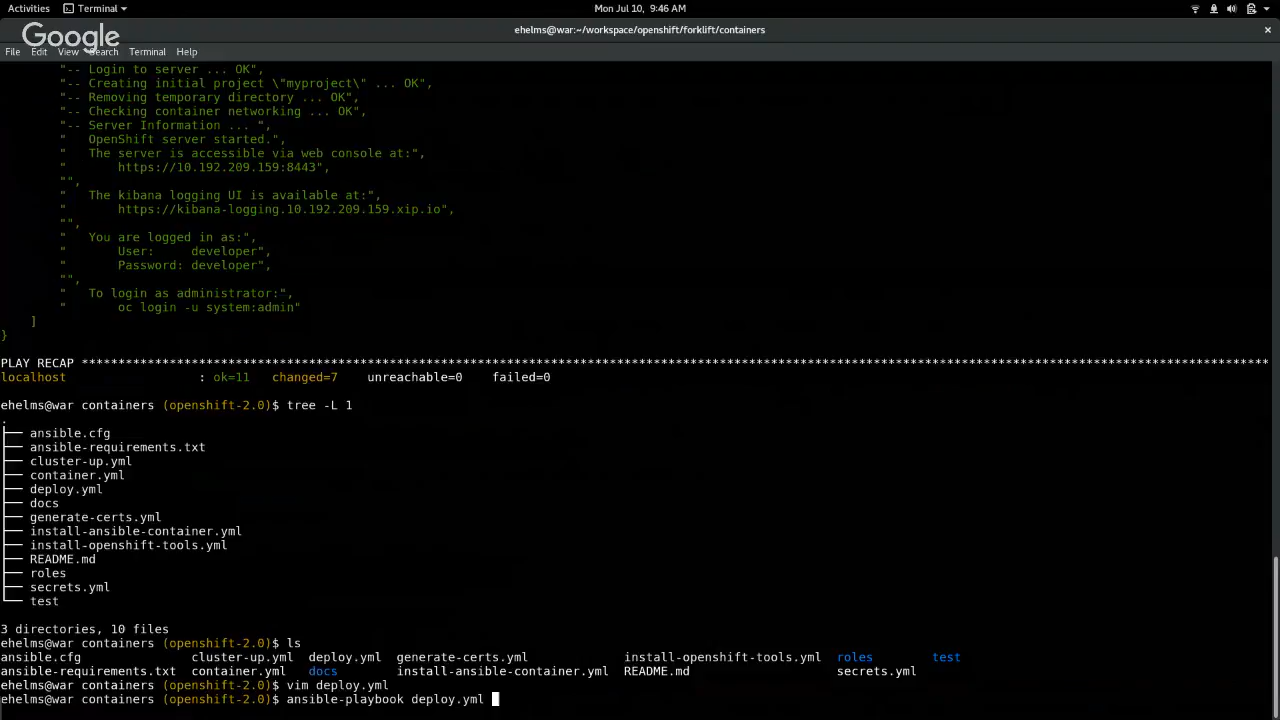 Activities Terminal Mon Jul 10, 9:46 AM
Google
ehelms@war:~/workspace/openshift/forklift/containers
File Edit View Search Terminal Help
"-- Login to server ... OK",
"-- Creating initial project \"myproject\" ... OK",
"-- Removing temporary directory ... OK",
"-- Checking container networking ... OK",
"-- Server Information ... ",
"   OpenShift server started.",
"   The server is accessible via web console at:",
"       https://10.192.209.159:8443",
"",
"   The kibana logging UI is available at:",
"       https://kibana-logging.10.192.209.159.xip.io",
"",
"   You are logged in as:",
"       User:     developer",
"       Password: developer",
"",
"   To login as administrator:",
"       oc login -u system:admin"
]
}
PLAY RECAP *********************************************************************************************************************************************************************
localhost                  : ok=11   changed=7    unreachable=0    failed=0
ehelms@war containers (openshift-2.0)$ tree -L 1
.
├── ansible.cfg
├── ansible-requirements.txt
├── cluster-up.yml
├── container.yml
├── deploy.yml
├── docs
├── generate-certs.yml
├── install-ansible-container.yml
├── install-openshift-tools.yml
├── README.md
├── roles
├── secrets.yml
└── test
3 directories, 10 files
ehelms@war containers (openshift-2.0)$ ls
ansible.cfg               cluster-up.yml  deploy.yml  generate-certs.yml             install-openshift-tools.yml  roles        test
ansible-requirements.txt  container.yml   docs        install-ansible-container.yml  README.md                    secrets.yml
ehelms@war containers (openshift-2.0)$ vim deploy.yml
ehelms@war containers (openshift-2.0)$ ansible-playbook deploy.yml